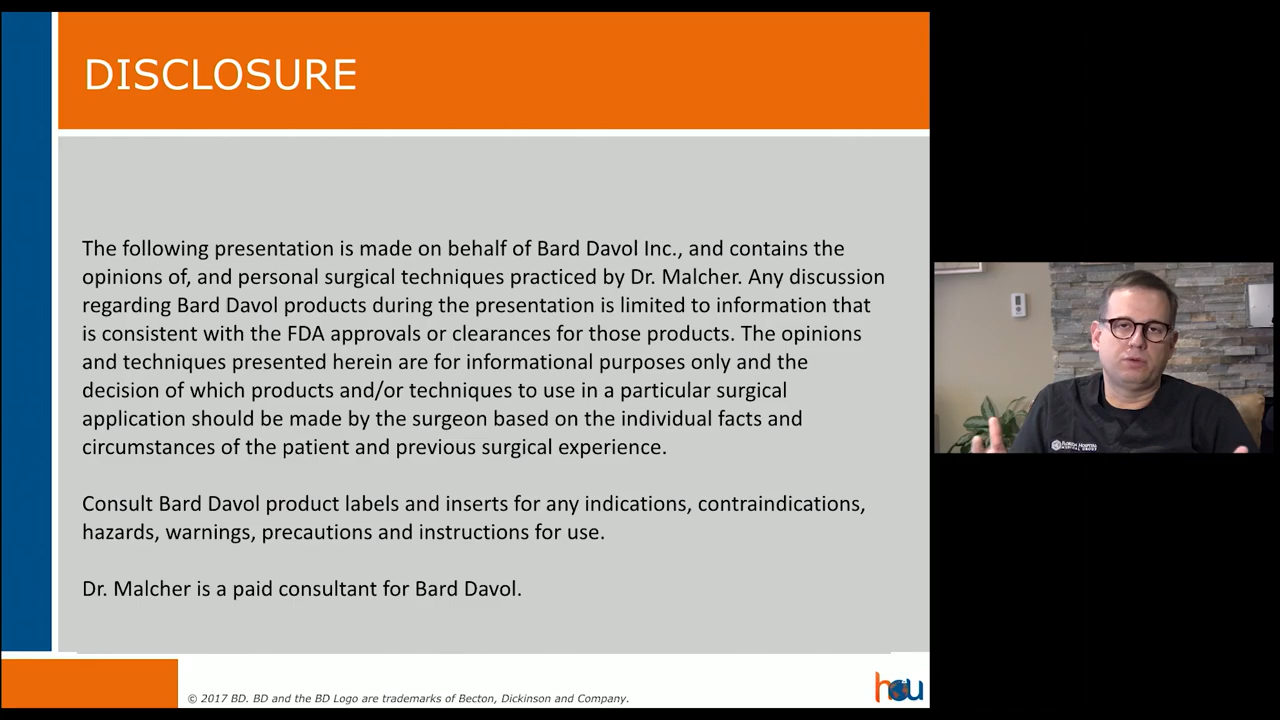 DISCLOSURE
The following presentation is made on behalf of Bard Davol Inc., and contains the
opinions of, and personal surgical techniques practiced by Dr. Malcher. Any discussion
regarding Bard Davol products during the presentation is limited to information that
is consistent with the FDA approvals or clearances for those products. The opinions
and techniques presented herein are for informational purposes only and the
decision of which products and/or techniques to use in a particular surgical
application should be made by the surgeon based on the individual facts and
circumstances of the patient and previous surgical experience.
Consult Bard Davol product labels and inserts for any indications, contraindications,
hazards, warnings, precautions and instructions for use.
Dr. Malcher is a paid consultant for Bard Davol.
© 2017 BD. BD and the BD Logo are trademarks of Becton, Dickinson and Company.
hou
FLORIDA HOSPITAL
MEDICAL GROUP